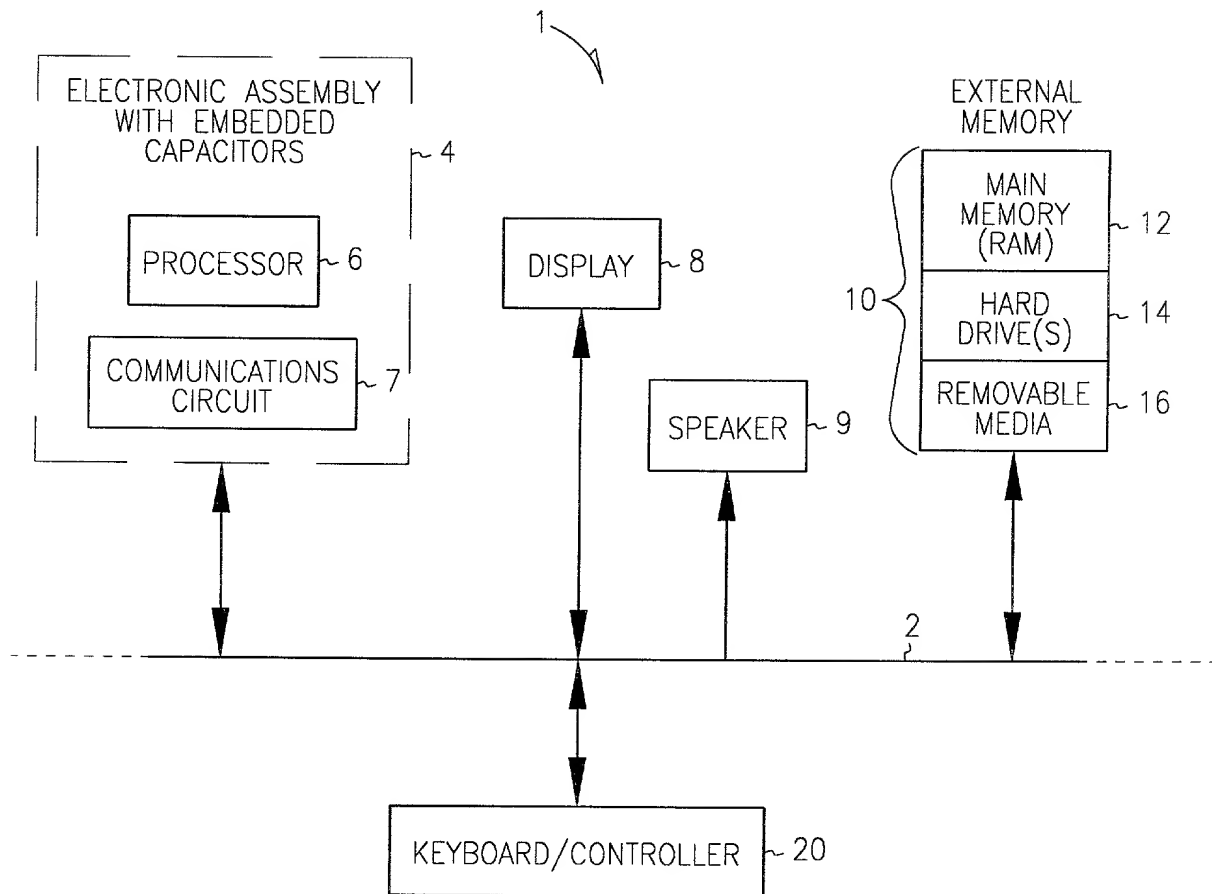 1
ELECTRONIC ASSEMBLY
WITH EMBEDDED
CAPACITORS
4
PROCESSOR
6
COMMUNICATIONS
CIRCUIT
7
DISPLAY
8
SPEAKER
9
EXTERNAL
MEMORY
10
MAIN
MEMORY
(RAM)
12
HARD
DRIVE(S)
14
REMOVABLE
MEDIA
16
2
KEYBOARD/CONTROLLER
20